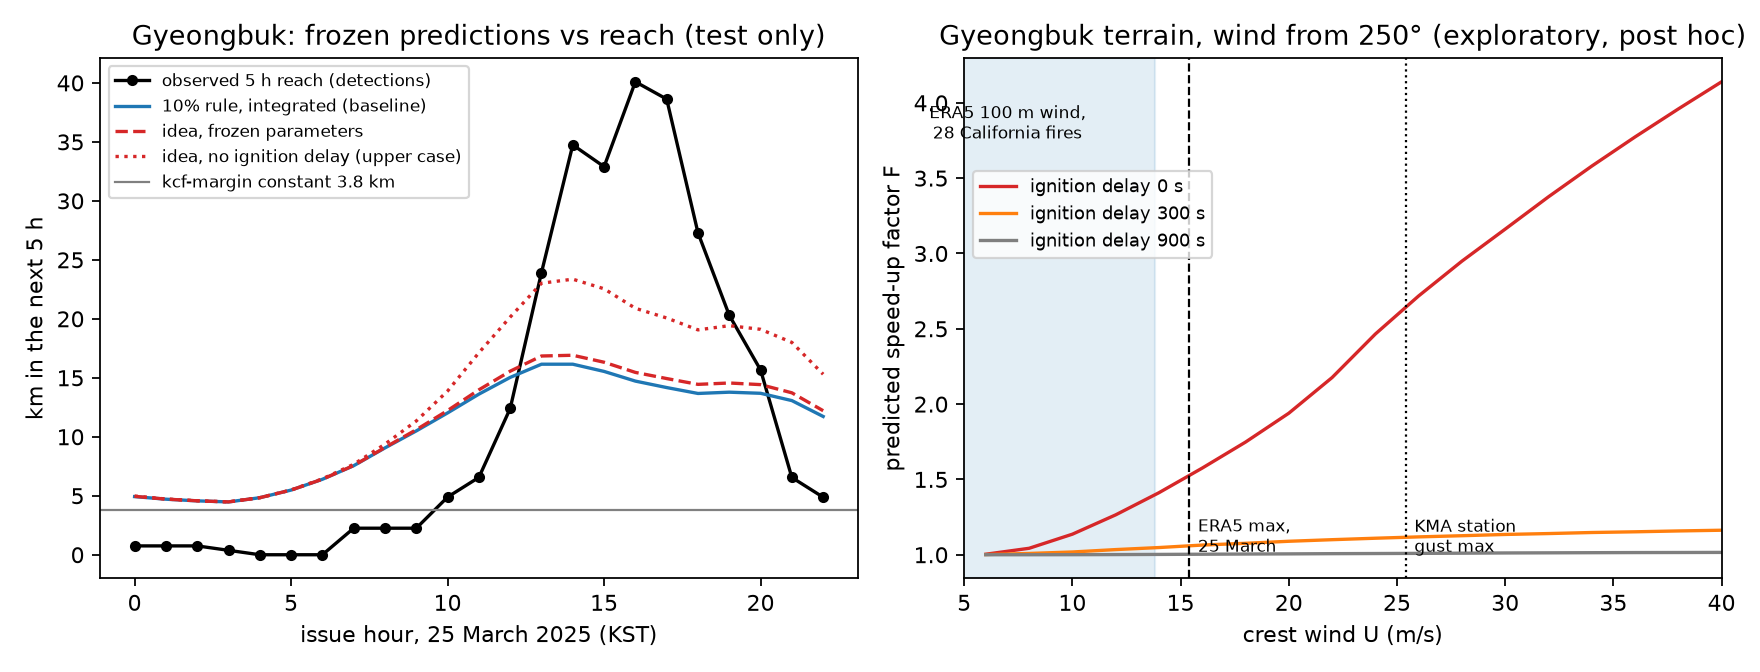 Gyeongbuk: frozen predictions vs reach (test only)
observed 5 h reach (detections)
10% rule, integrated (baseline)
idea, frozen parameters
idea, no ignition delay (upper case)
kcf-margin constant 3.8 km
km in the next 5 h
40
35
30
25
20
15
10
5
0
0
5
10
15
20
issue hour, 25 March 2025 (KST)
Gyeongbuk terrain, wind from 250° (exploratory, post hoc)
ERA5 100 m wind,
28 California fires
ignition delay 0 s
ignition delay 300 s
ignition delay 900 s
ERA5 max,
25 March
KMA station
gust max
predicted speed-up factor F
4.0
3.5
3.0
2.5
2.0
1.5
1.0
5
10
15
20
25
30
35
40
crest wind U (m/s)